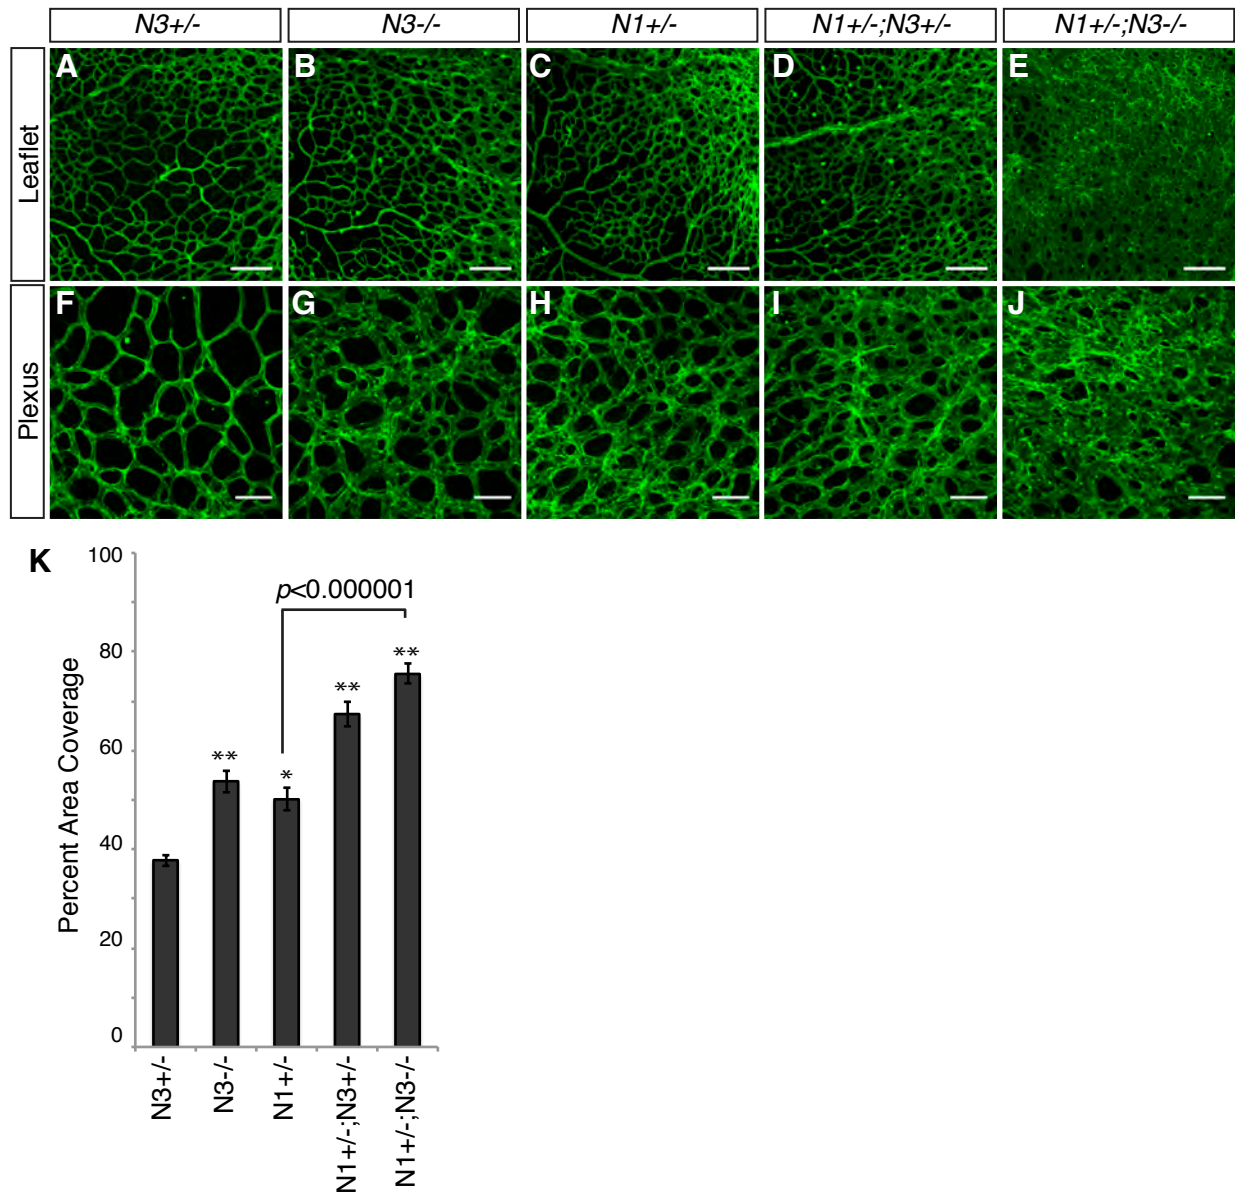 N3+/- N3-/- N1+/- N1+/-;N3+/- N1+/-;N3-/-
A B C D E
Leaflet
F G H I J
Plexus
K
100
80
60
40
20
0
Percent Area Coverage
p<0.000001
** * ** **
N3+/-
N3-/-
N1+/-
N1+/-;N3+/-
N1+/-;N3-/-